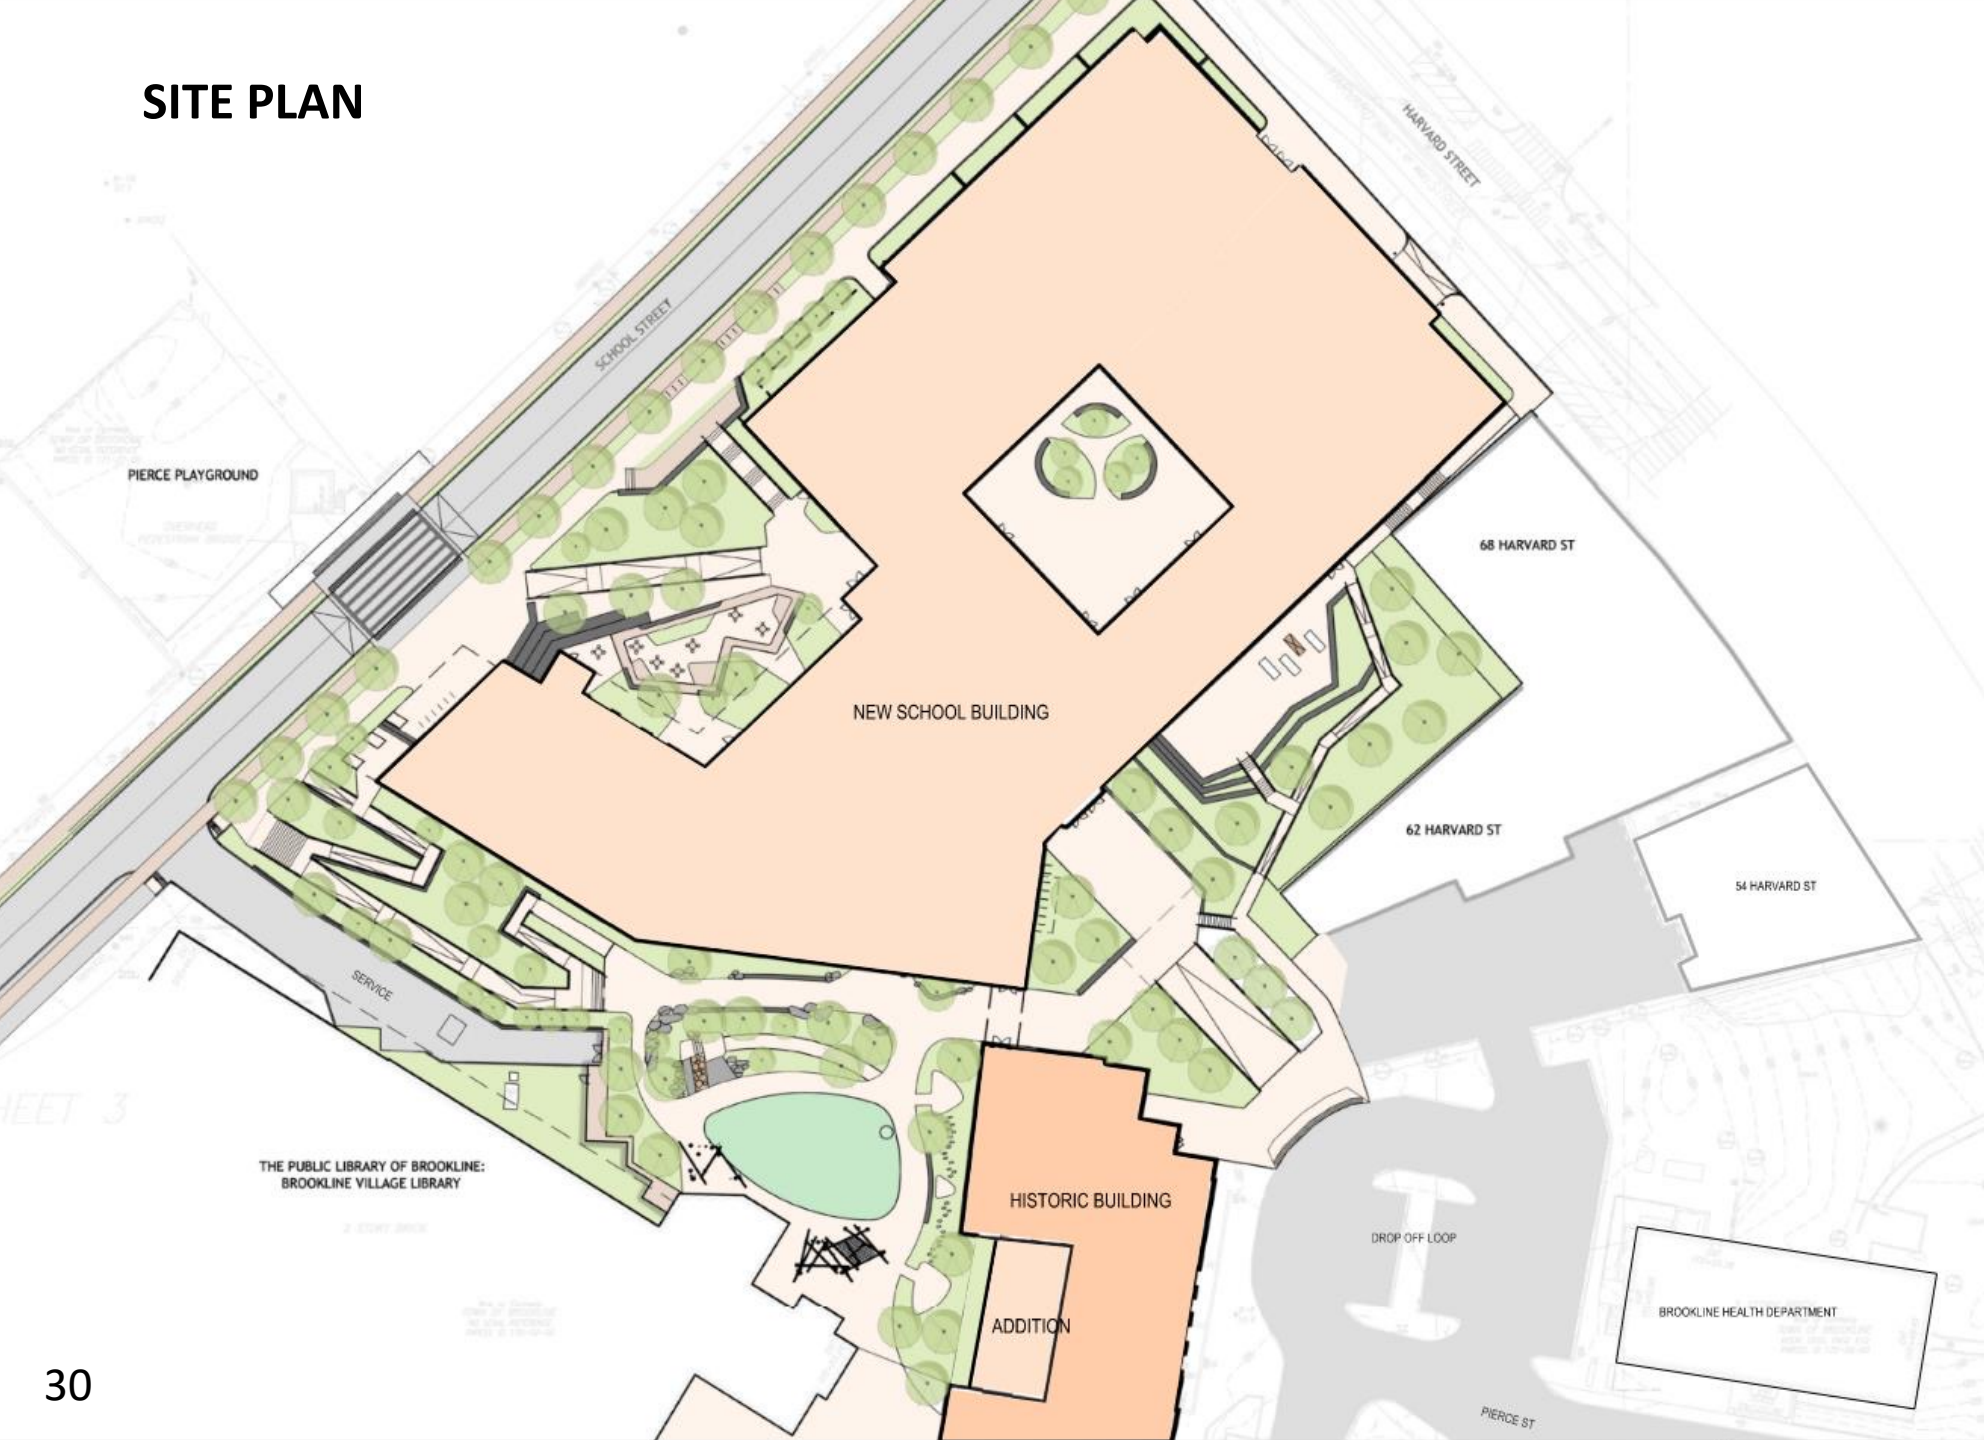 SITE PLAN
HARVARD STREET
SCHOOL STREET
PIERCE PLAYGROUND
68 HARVARD ST
NEW SCHOOL BUILDING
62 HARVARD ST
54 HARVARD ST
SERVICE
HEET 3
THE PUBLIC LIBRARY OF BROOKLINE:
BROOKLINE VILLAGE LIBRARY
HISTORIC BUILDING
DROP OFF LOOP
BROOKLINE HEALTH DEPARTMENT
ADDITION
30
PIERCE ST